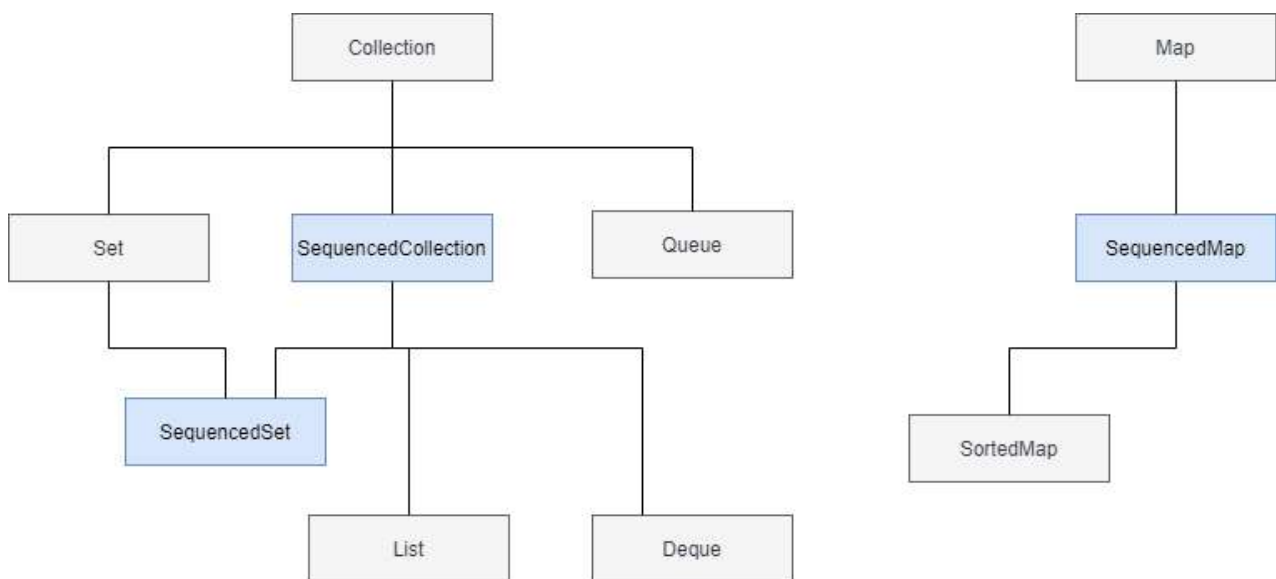 Collection
Map
Set
SequencedCollection
Queue
SequencedMap
SequencedSet
SortedMap
List
Deque